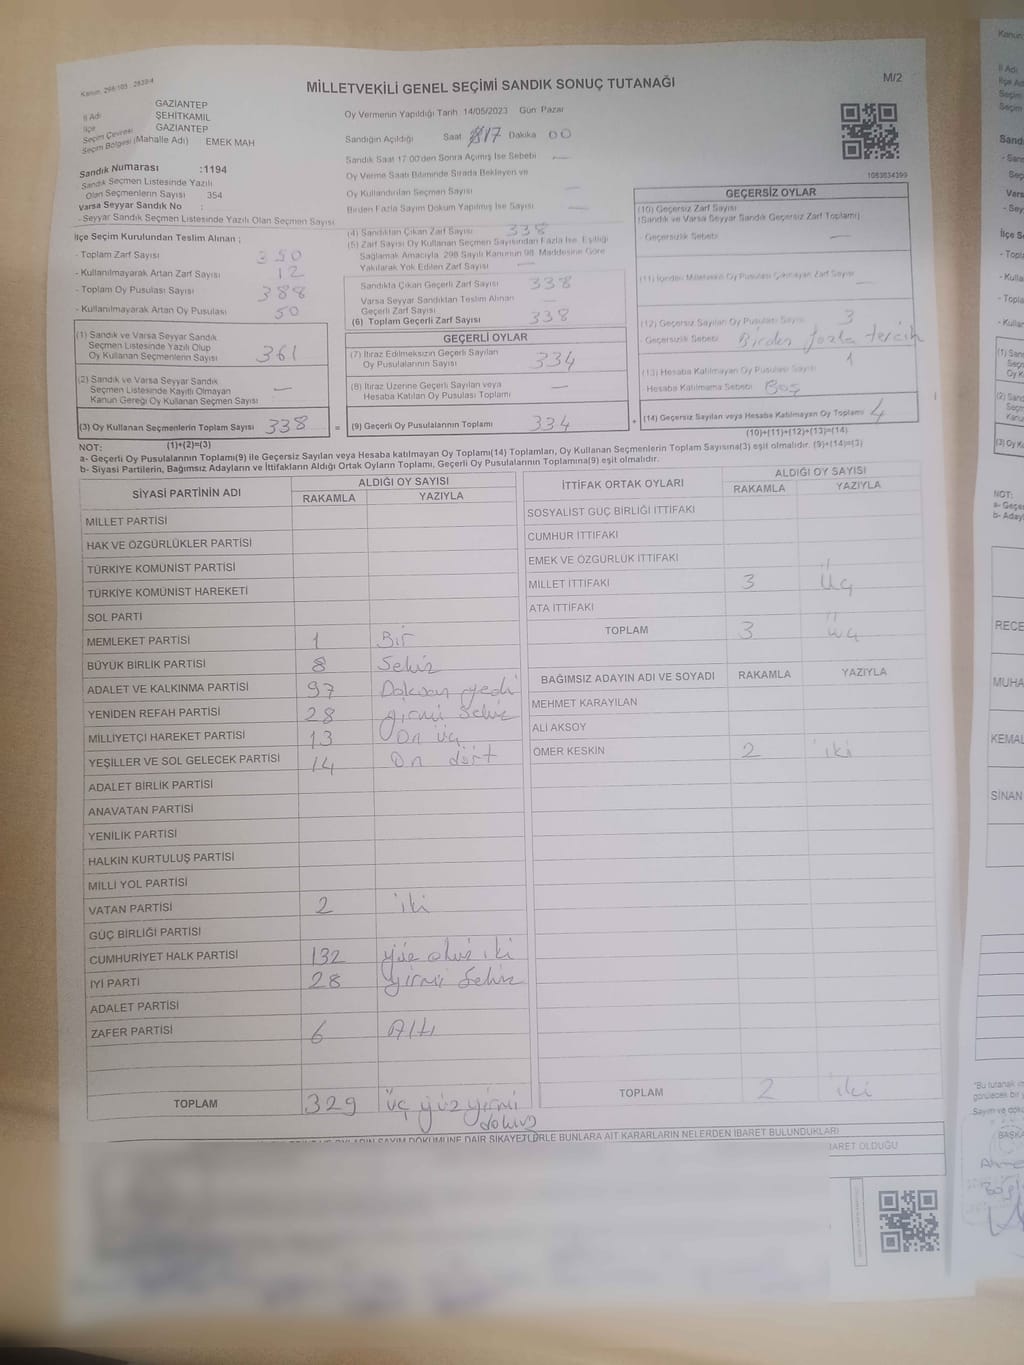 Kanun: 298/105 - 2839/4
MİLLETVEKİLİ GENEL SEÇİMİ SANDIK SONUÇ TUTANAĞI
M/2
İl Adı GAZİANTEP
İlçe ŞEHİTKAMİL
Seçim Çevresi GAZİANTEP
Seçim Bölgesi (Mahalle Adı) EMEK MAH
Sandık Numarası :1194
Sandık Seçmen Listesinde Yazılı
Olan Seçmenlerin Sayısı 354
Varsa Seyyar Sandık No :
- Seyyar Sandık Seçmen Listesinde Yazılı Olan Seçmen Sayısı
İlçe Seçim Kurulundan Teslim Alınan ;
- Toplam Zarf Sayısı 350
- Kullanılmayarak Artan Zarf Sayısı 12
- Toplam Oy Pusulası Sayısı 388
- Kullanılmayarak Artan Oy Pusulası 50
Oy Vermenin Yapıldığı Tarih 14/05/2023 Gün: Pazar
Sandığın Açıldığı Saat 17 Dakika 00
Sandık Saat 17:00'den Sonra Açılmış İse Sebebi —
Oy Verme Saati Bitiminde Sırada Bekleyen ve
Oy Kullandırılan Seçmen Sayısı —
Birden Fazla Sayım Döküm Yapılmış İse Sayısı —
(4) Sandıktan Çıkan Zarf Sayısı 338
(5) Zarf Sayısı Oy Kullanan Seçmen Sayısından Fazla İse, Eşitliği
Sağlamak Amacıyla, 298 Sayılı Kanunun 98. Maddesine Göre
Yakılarak Yok Edilen Zarf Sayısı —
Sandıkta Çıkan Geçerli Zarf Sayısı 338
Varsa Seyyar Sandıktan Teslim Alınan
Geçerli Zarf Sayısı —
(6) Toplam Geçerli Zarf Sayısı 338
1083634399
GEÇERSİZ OYLAR
(10) Geçersiz Zarf Sayısı
(Sandık ve Varsa Seyyar Sandık Geçersiz Zarf Toplamı)
Geçersizlik Sebebi —
(11) İçinden Milletvekili Oy Pusulası Çıkmayan Zarf Sayısı —
(12) Geçersiz Sayılan Oy Pusulası Sayısı 3
Geçersizlik Sebebi Birden fazla tercih
(13) Hesaba Katılmayan Oy Pusulası Sayısı 1
Hesaba Katılmama Sebebi Boş
(14) Geçersiz Sayılan veya Hesaba Katılmayan Oy Toplamı 4
(10)+(11)+(12)+(13)=(14)
(1) Sandık ve Varsa Seyyar Sandık
Seçmen Listesinde Yazılı Olup
Oy Kullanan Seçmenlerin Sayısı 361
(2) Sandık ve Varsa Seyyar Sandık
Seçmen Listesinde Kayıtlı Olmayan
Kanun Gereği Oy Kullanan Seçmen Sayısı —
(3) Oy Kullanan Seçmenlerin Toplam Sayısı 338 =
(1)+(2)=(3)
GEÇERLİ OYLAR
(7) İtiraz Edilmeksizin Geçerli Sayılan
Oy Pusulalarının Sayısı 334
(8) İtiraz Üzerine Geçerli Sayılan veya
Hesaba Katılan Oy Pusulası Toplamı —
(9) Geçerli Oy Pusulalarının Toplamı 334 +
NOT:
a- Geçerli Oy Pusulalarının Toplamı(9) ile Geçersiz Sayılan veya Hesaba katılmayan Oy Toplamı(14) Toplamları, Oy Kullanan Seçmenlerin Toplam Sayısına(3) eşit olmalıdır. (9)+(14)=(3)
b- Siyasi Partilerin, Bağımsız Adayların ve İttifakların Aldığı Ortak Oyların Toplamı, Geçerli Oy Pusulalarının Toplamına(9) eşit olmalıdır.
SİYASİ PARTİNİN ADI
ALDIĞI OY SAYISI
RAKAMLA YAZIYLA
MİLLET PARTİSİ
HAK VE ÖZGÜRLÜKLER PARTİSİ
TÜRKİYE KOMÜNİST PARTİSİ
TÜRKİYE KOMÜNİST HAREKETİ
SOL PARTİ
MEMLEKET PARTİSİ 1 Bir
BÜYÜK BİRLİK PARTİSİ 8 Sekiz
ADALET VE KALKINMA PARTİSİ 97 Doksan yedi
YENİDEN REFAH PARTİSİ 28 yirmi Sekiz
MİLLİYETÇİ HAREKET PARTİSİ 13 On üç
YEŞİLLER VE SOL GELECEK PARTİSİ 14 On dört
ADALET BİRLİK PARTİSİ
ANAVATAN PARTİSİ
YENİLİK PARTİSİ
HALKIN KURTULUŞ PARTİSİ
MİLLİ YOL PARTİSİ
VATAN PARTİSİ 2 iki
GÜÇ BİRLİĞİ PARTİSİ
CUMHURİYET HALK PARTİSİ 132 yüz otuz iki
İYİ PARTİ 28 yirmi Sekiz
ADALET PARTİSİ
ZAFER PARTİSİ 6 Altı
TOPLAM 329 üç yüz yirmi dokuz
İTTİFAK ORTAK OYLARI
ALDIĞI OY SAYISI
RAKAMLA YAZIYLA
SOSYALİST GÜÇ BİRLİĞİ İTTİFAKI
CUMHUR İTTİFAKI
EMEK VE ÖZGÜRLÜK İTTİFAKI
MİLLET İTTİFAKI 3 üç
ATA İTTİFAKI
TOPLAM 3 üç
BAĞIMSIZ ADAYIN ADI VE SOYADI RAKAMLA YAZIYLA
MEHMET KARAYILAN
ALİ AKSOY
ÖMER KESKİN 2 iki
TOPLAM 2 iki
DÖKÜMÜNE DAİR ŞİKAYETLERLE BUNLARA AİT KARARLARIN NELERDEN İBARET BULUNDUKLARI
İBARET OLDUĞU
RECE
MUHA
KEMAL
SİNAN